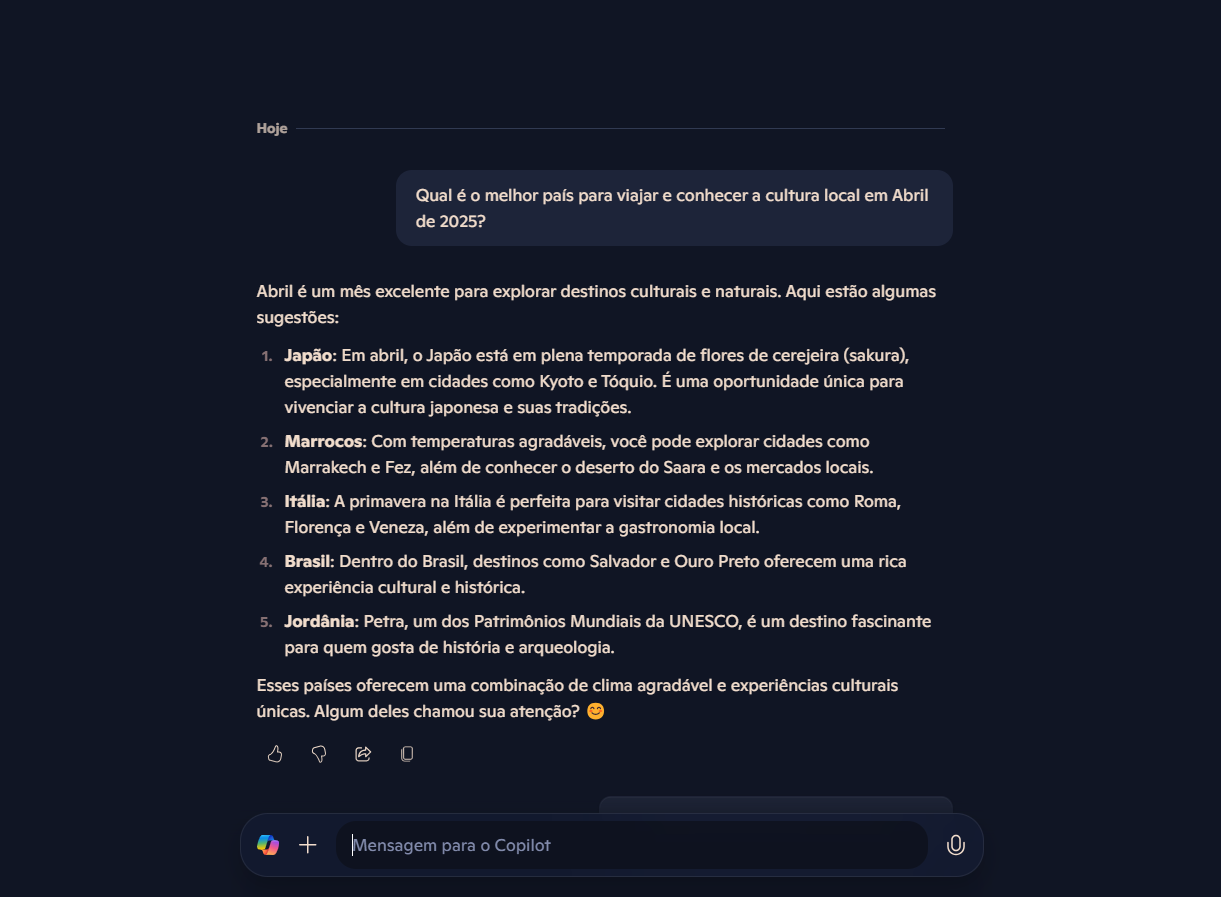 Hoje
Qual é o melhor país para viajar e conhecer a cultura local em Abril
de 2025?
Abril é um mês excelente para explorar destinos culturais e naturais. Aqui estão algumas
sugestões:
1. Japão: Em abril, o Japão está em plena temporada de flores de cerejeira (sakura),
especialmente em cidades como Kyoto e Tóquio. É uma oportunidade única para
vivenciar a cultura japonesa e suas tradições.
2. Marrocos: Com temperaturas agradáveis, você pode explorar cidades como
Marrakech e Fez, além de conhecer o deserto do Saara e os mercados locais.
3. Itália: A primavera na Itália é perfeita para visitar cidades históricas como Roma,
Florença e Veneza, além de experimentar a gastronomia local.
4. Brasil: Dentro do Brasil, destinos como Salvador e Ouro Preto oferecem uma rica
experiência cultural e histórica.
5. Jordânia: Petra, um dos Patrimônios Mundiais da UNESCO, é um destino fascinante
para quem gosta de história e arqueologia.
Esses países oferecem uma combinação de clima agradável e experiências culturais
únicas. Algum deles chamou sua atenção? 😊
Mensagem para o Copilot